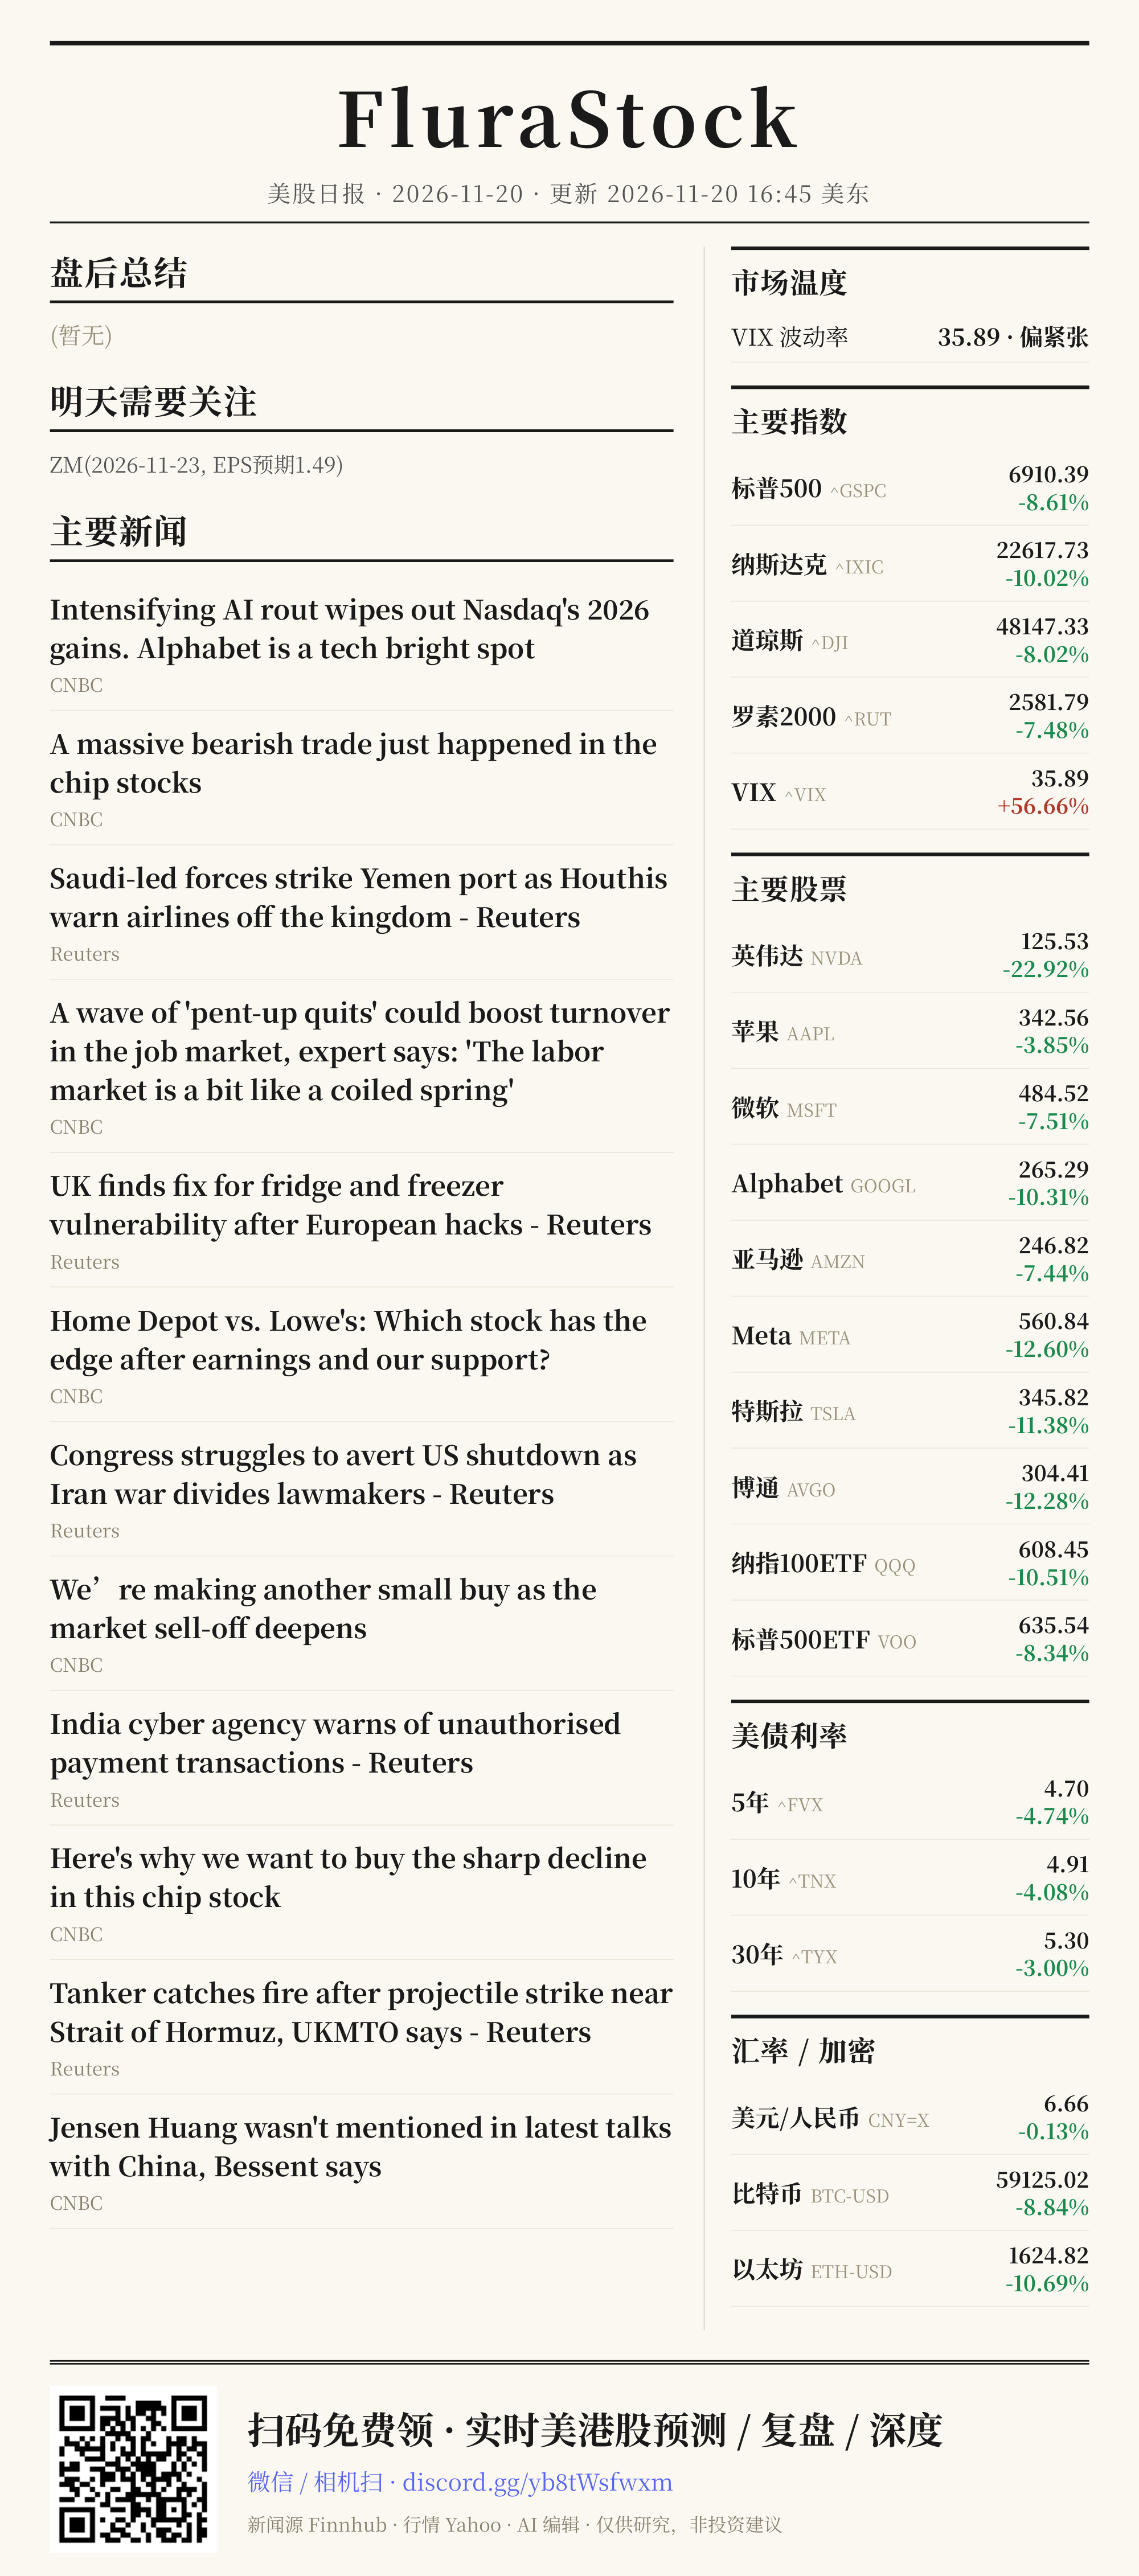 FluraStock
美股日报 · 2026-11-20 · 更新 2026-11-20 16:45 美东
盘后总结
(暂无)
明天需要关注
ZM(2026-11-23, EPS预期1.49)
主要新闻
Intensifying AI rout wipes out Nasdaq's 2026
gains. Alphabet is a tech bright spot
CNBC
A massive bearish trade just happened in the
chip stocks
CNBC
Saudi-led forces strike Yemen port as Houthis
warn airlines off the kingdom - Reuters
Reuters
A wave of 'pent-up quits' could boost turnover
in the job market, expert says: 'The labor
market is a bit like a coiled spring'
CNBC
UK finds fix for fridge and freezer
vulnerability after European hacks - Reuters
Reuters
Home Depot vs. Lowe's: Which stock has the
edge after earnings and our support?
CNBC
Congress struggles to avert US shutdown as
Iran war divides lawmakers - Reuters
Reuters
We’re making another small buy as the
market sell-off deepens
CNBC
India cyber agency warns of unauthorised
payment transactions - Reuters
Reuters
Here's why we want to buy the sharp decline
in this chip stock
CNBC
Tanker catches fire after projectile strike near
Strait of Hormuz, UKMTO says - Reuters
Reuters
Jensen Huang wasn't mentioned in latest talks
with China, Bessent says
CNBC
市场温度
VIX 波动率 35.89 · 偏紧张
主要指数
标普500 ^GSPC 6910.39
-8.61%
纳斯达克 ^IXIC 22617.73
-10.02%
道琼斯 ^DJI 48147.33
-8.02%
罗素2000 ^RUT 2581.79
-7.48%
VIX ^VIX 35.89
+56.66%
主要股票
英伟达 NVDA 125.53
-22.92%
苹果 AAPL 342.56
-3.85%
微软 MSFT 484.52
-7.51%
Alphabet GOOGL 265.29
-10.31%
亚马逊 AMZN 246.82
-7.44%
Meta META 560.84
-12.60%
特斯拉 TSLA 345.82
-11.38%
博通 AVGO 304.41
-12.28%
纳指100ETF QQQ 608.45
-10.51%
标普500ETF VOO 635.54
-8.34%
美债利率
5年 ^FVX 4.70
-4.74%
10年 ^TNX 4.91
-4.08%
30年 ^TYX 5.30
-3.00%
汇率 / 加密
美元/人民币 CNY=X 6.66
-0.13%
比特币 BTC-USD 59125.02
-8.84%
以太坊 ETH-USD 1624.82
-10.69%
扫码免费领 · 实时美港股预测 / 复盘 / 深度
微信 / 相机扫 · discord.gg/yb8tWsfwxm
新闻源 Finnhub · 行情 Yahoo · AI 编辑 · 仅供研究，非投资建议